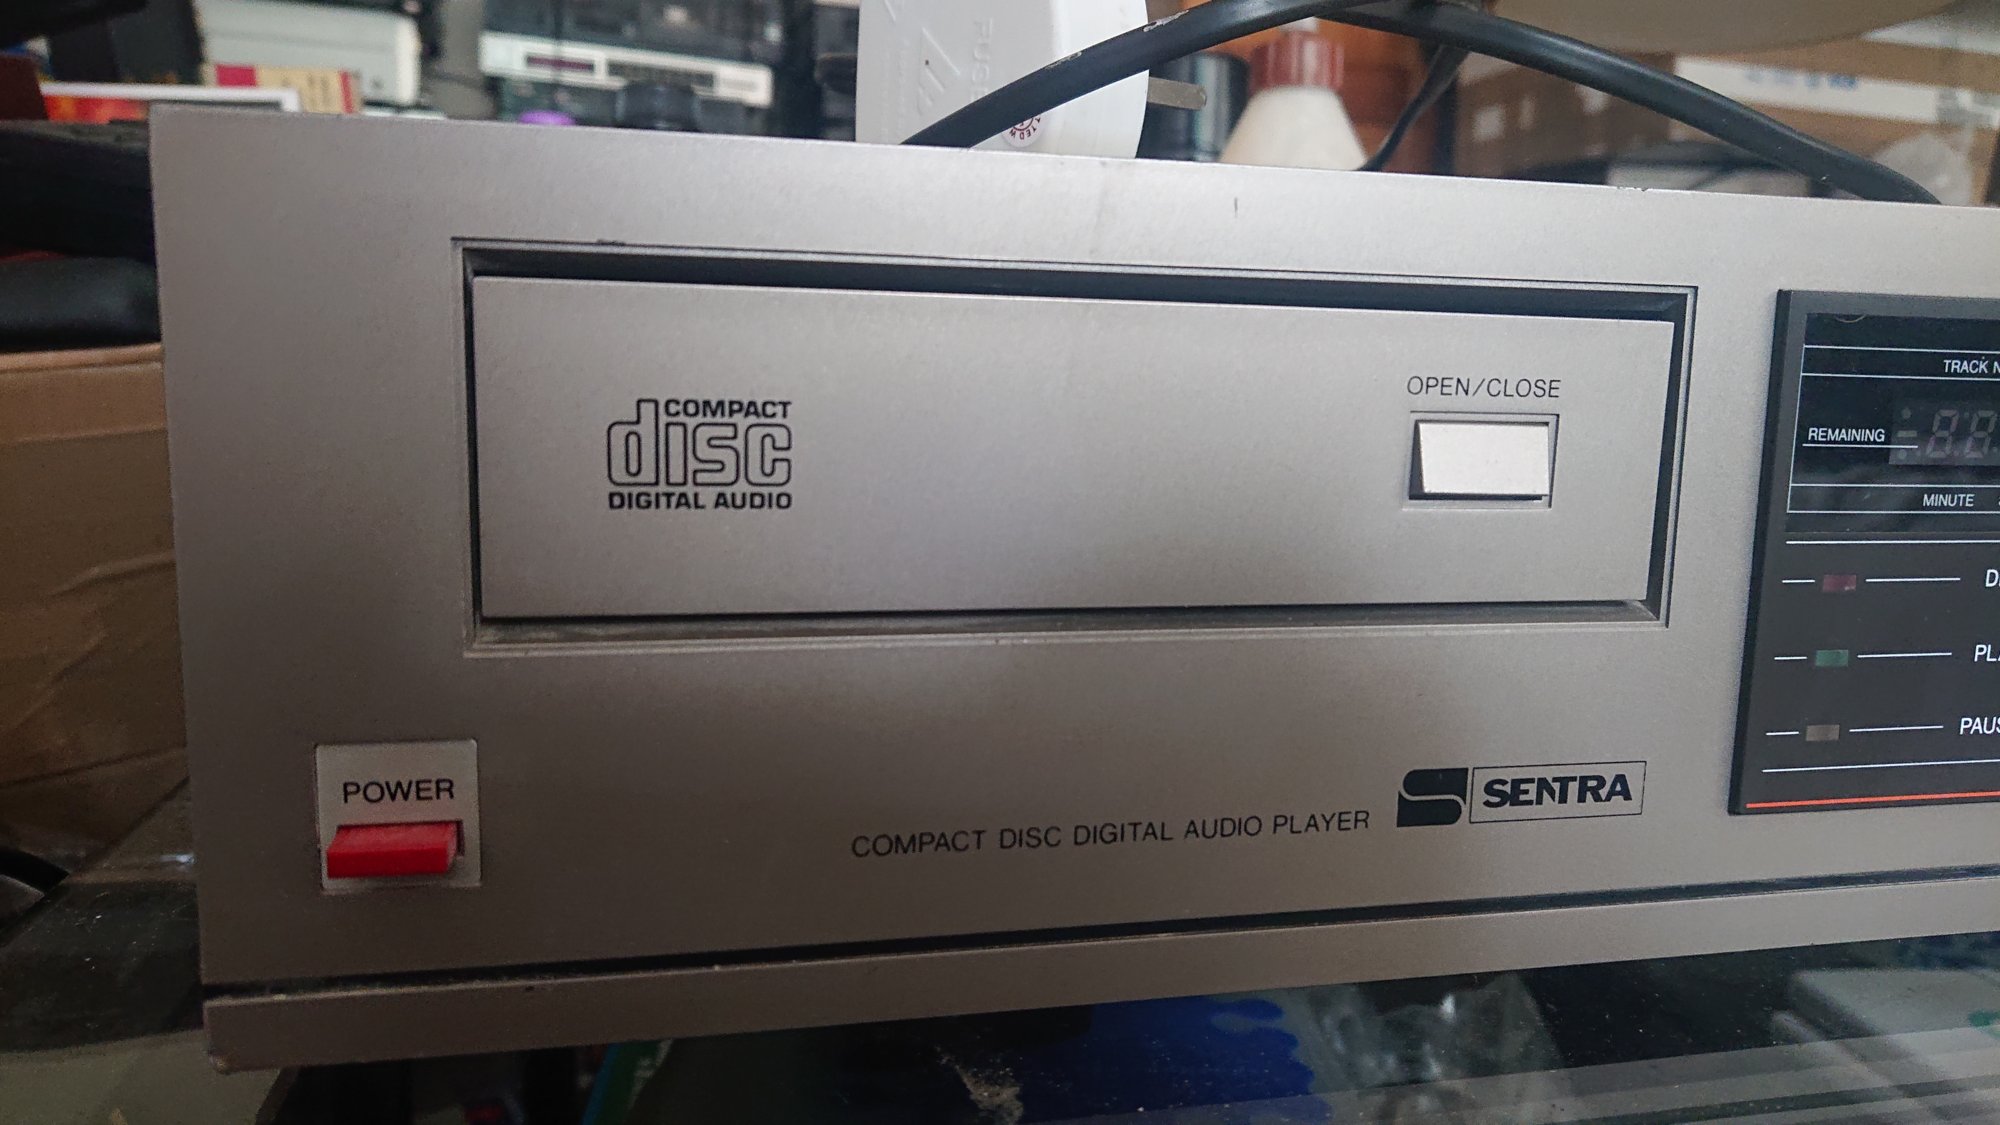 COMPACT
disc
DIGITAL AUDIO
OPEN/CLOSE
TRACK
REMAINING
MINUTE
POWER
COMPACT DISC DIGITAL AUDIO PLAYER
S SENTRA